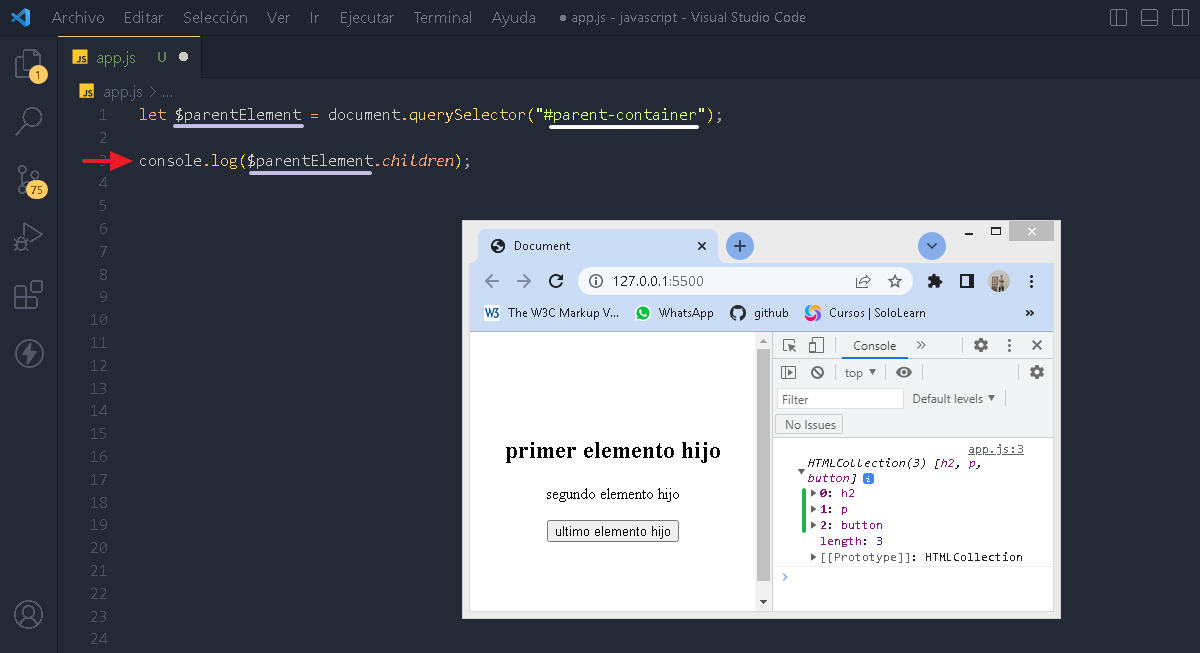 Archivo Editar Selección Ver Ir Ejecutar Terminal Ayuda ● app.js - javascript - Visual Studio Code
JS app.js U ●
1
JS app.js > ...
1 let $parentElement = document.querySelector("#parent-container");
2
3 console.log($parentElement.children);
4
5
6
7
8
9
10
11
12
13
14
15
16
17
18
19
20
21
22
23
24
75
Document
127.0.0.1:5500
W3 The W3C Markup V... WhatsApp github Cursos | SoloLearn »
primer elemento hijo
segundo elemento hijo
ultimo elemento hijo
Console »
top ▼
Filter Default levels ▼
No Issues
app.js:3
HTMLCollection(3) [h2, p,
button] i
0: h2
1: p
2: button
length: 3
[[Prototype]]: HTMLCollection
>